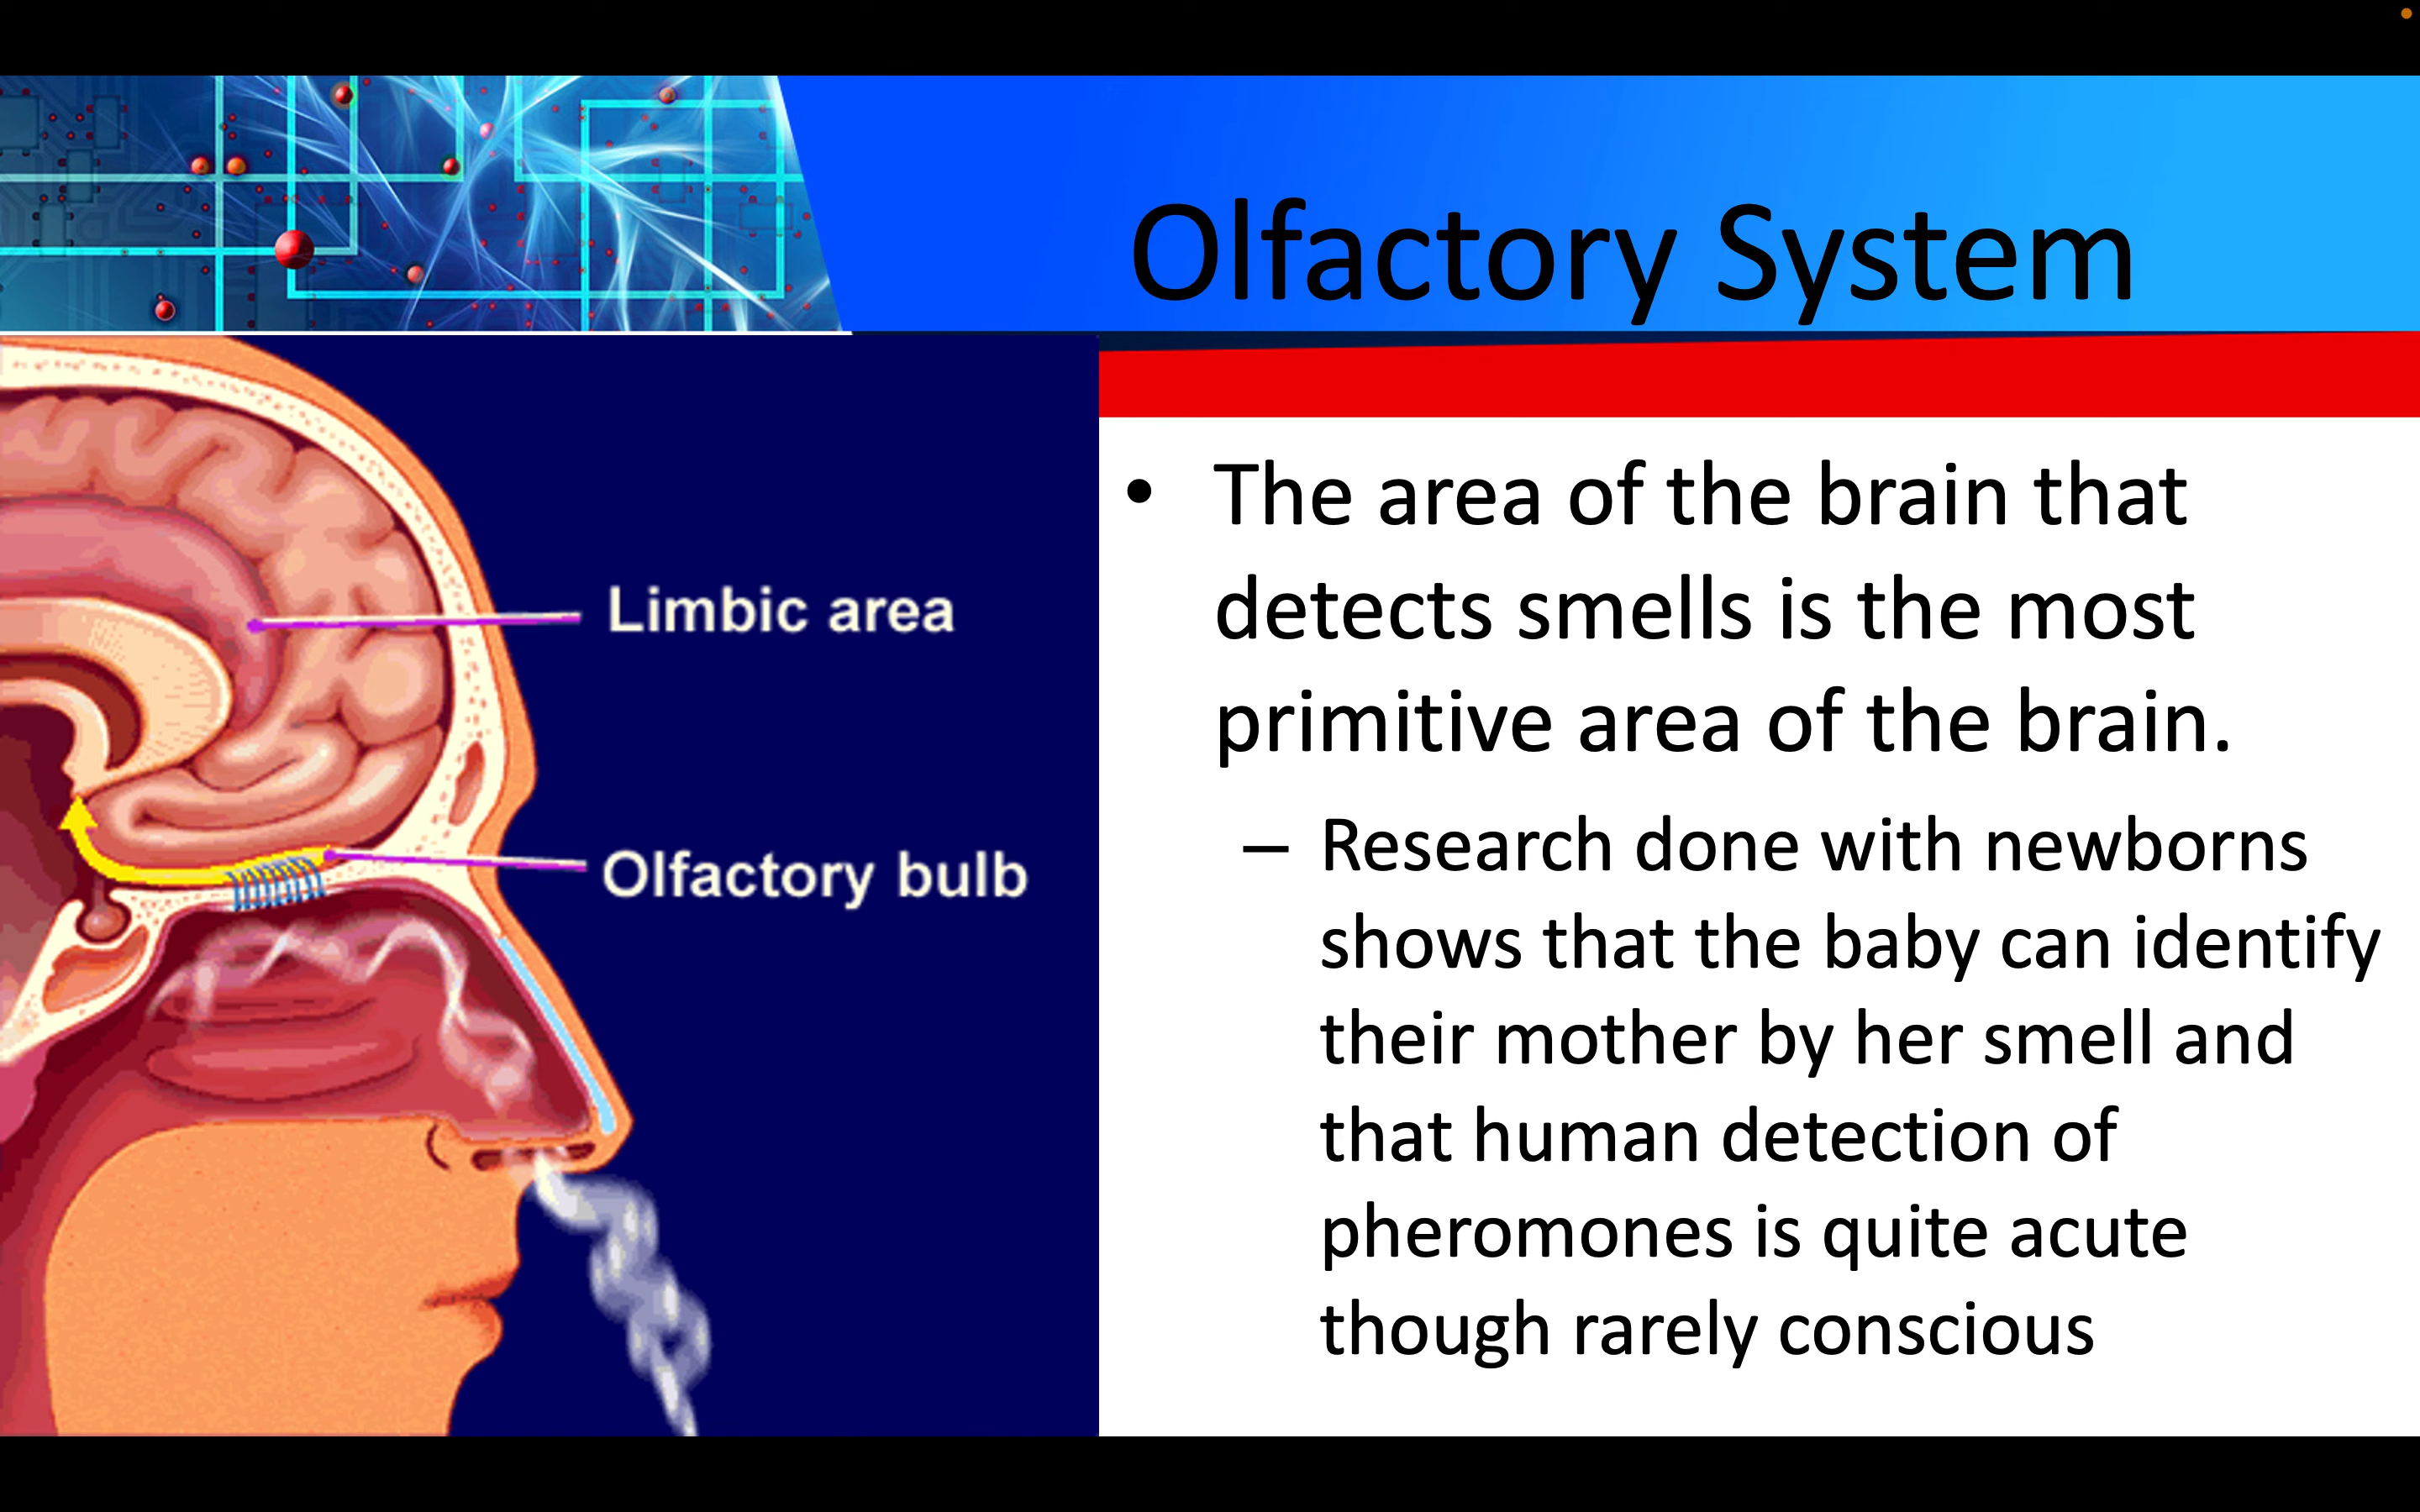 Olfactory System
Limbic area
Olfactory bulb
• The area of the brain that
detects smells is the most
primitive area of the brain.
– Research done with newborns
shows that the baby can identify
their mother by her smell and
that human detection of
pheromones is quite acute
though rarely conscious